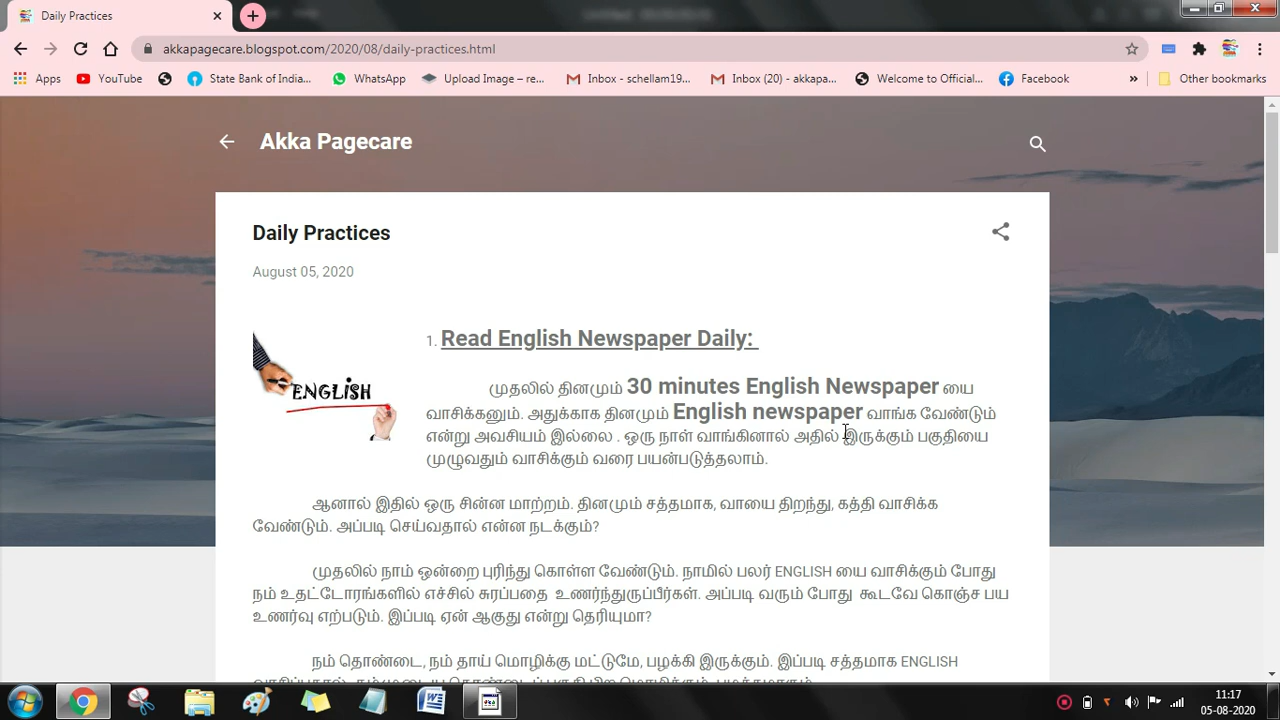 Daily Practices
akkapagecare.blogspot.com/2020/08/daily-practices.html
Apps YouTube State Bank of India... WhatsApp Upload Image – re... Inbox - schellam19... Inbox (20) - akkapa... Welcome to Official... Facebook » Other bookmarks
Akka Pagecare
Daily Practices
August 05, 2020
ENGLISH
1. Read English Newspaper Daily:
முதலில் தினமும் 30 minutes English Newspaper யை
வாசிக்கனும். அதுக்காக தினமும் English newspaper வாங்க வேண்டும்
என்று அவசியம் இல்லை . ஒரு நாள் வாங்கினால் அதில் இருக்கும் பகுதியை
முழுவதும் வாசிக்கும் வரை பயன்படுத்தலாம்.
ஆனால் இதில் ஒரு சின்ன மாற்றம். தினமும் சத்தமாக, வாயை திறந்து, கத்தி வாசிக்க
வேண்டும். அப்படி செய்வதால் என்ன நடக்கும்?
முதலில் நாம் ஒன்றை புரிந்து கொள்ள வேண்டும். நாமில் பலர் ENGLISH யை வாசிக்கும் போது
நம் உதட்டோரங்களில் எச்சில் சுரப்பதை உணர்ந்துருப்பீர்கள். அப்படி வரும் போது கூடவே கொஞ்ச பய
உணர்வு எற்படும். இப்படி ஏன் ஆகுது என்று தெரியுமா?
நம் தொண்டை, நம் தாய் மொழிக்கு மட்டுமே, பழக்கி இருக்கும். இப்படி சத்தமாக ENGLISH
11:17
05-08-2020